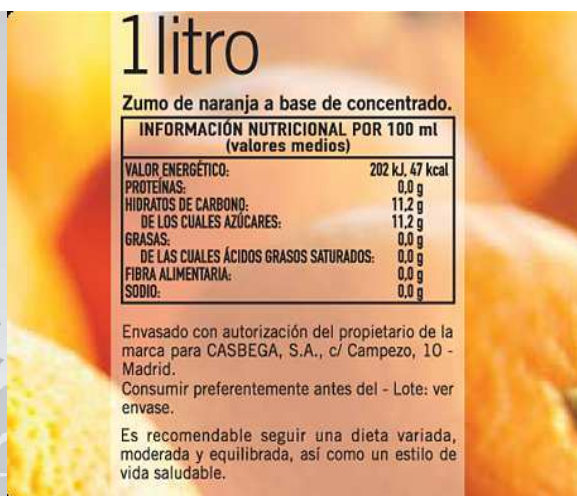 1 litro
Zumo de naranja a base de concentrado.
INFORMACIÓN NUTRICIONAL POR 100 ml
(valores medios)
VALOR ENERGÉTICO: 202 kJ, 47 kcal
PROTEÍNAS: 0,0 g
HIDRATOS DE CARBONO: 11,2 g
DE LOS CUALES AZÚCARES: 11,2 g
GRASAS: 0,0 g
DE LAS CUALES ÁCIDOS GRASOS SATURADOS: 0,0 g
FIBRA ALIMENTARIA: 0,0 g
SODIO: 0,0 g
Envasado con autorización del propietario de la
marca para CASBEGA, S.A., c/ Campezo, 10 -
Madrid.
Consumir preferentemente antes del - Lote: ver
envase.
Es recomendable seguir una dieta variada,
moderada y equilibrada, así como un estilo de
vida saludable.